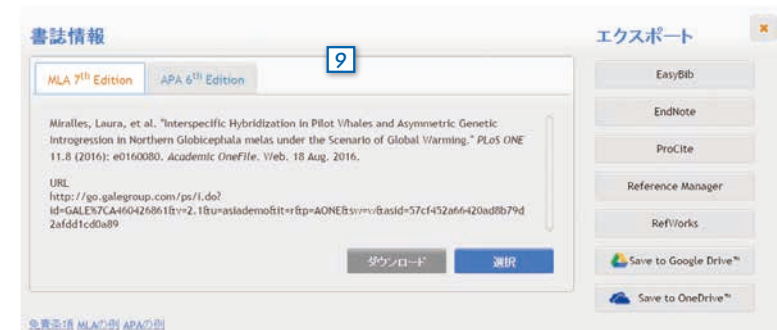 書誌情報
9
MLA 7th Edition
APA 6th Edition
Miralles, Laura, et al. "Interspecific Hybridization in Pilot Whales and Asymmetric Genetic
Introgression in Northern Globicephala melas under the Scenario of Global Warming." PLoS ONE
11.8 (2016): e0160080. Academic OneFile. Web. 18 Aug. 2016.
URL
http://go.galegroup.com/ps/i.do?
id=GALE%7CA460426861&v=2.1&u=asiademo&it=r&p=AONE&sw=w&asid=57cf452a66420ad8b79d
2afdd1cd0a89
ダウンロード
選択
免責条項 MLAの例 APAの例
エクスポート
×
EasyBib
EndNote
ProCite
Reference Manager
RefWorks
Save to Google Drive™
Save to OneDrive™